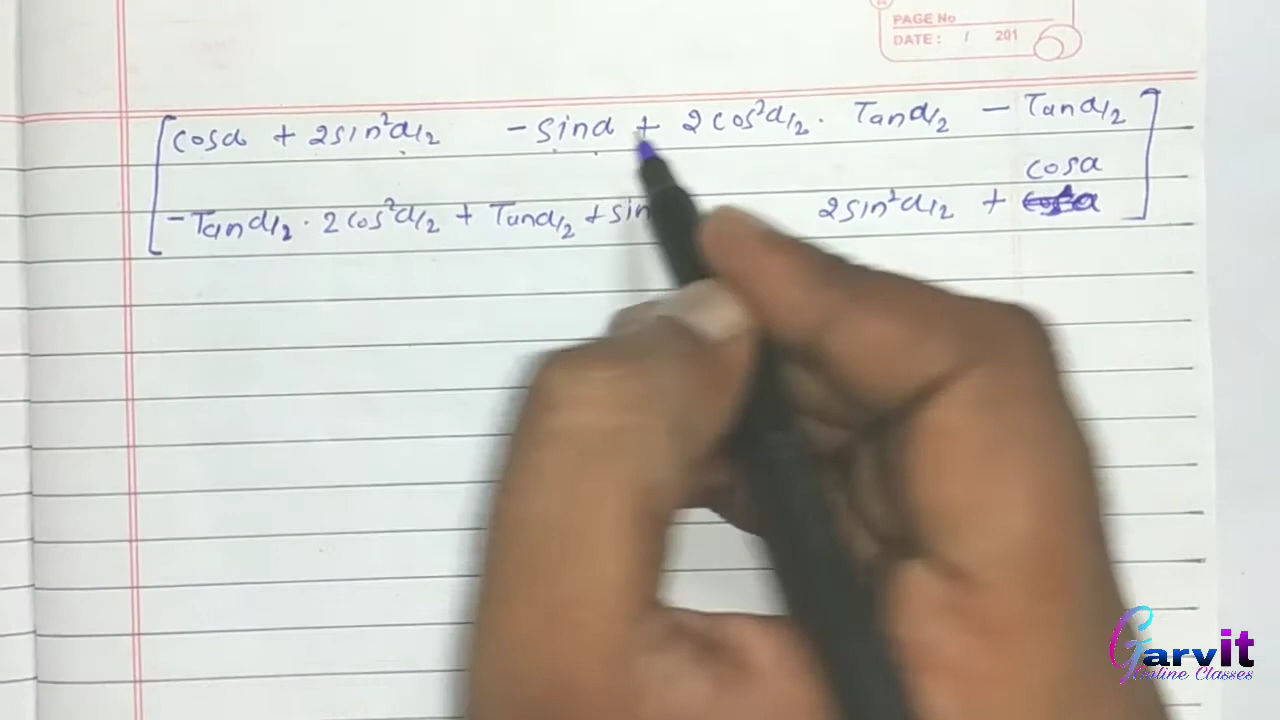 PAGE No
DATE : / 201
cosα + 2sin²α/2 -sinα + 2cos²α/2 . Tanα/2 - Tanα/2
cosα
-Tanα/2 . 2cos²α/2 + Tanα/2 + sin 2sin²α/2 +
Garvit
Online Classes